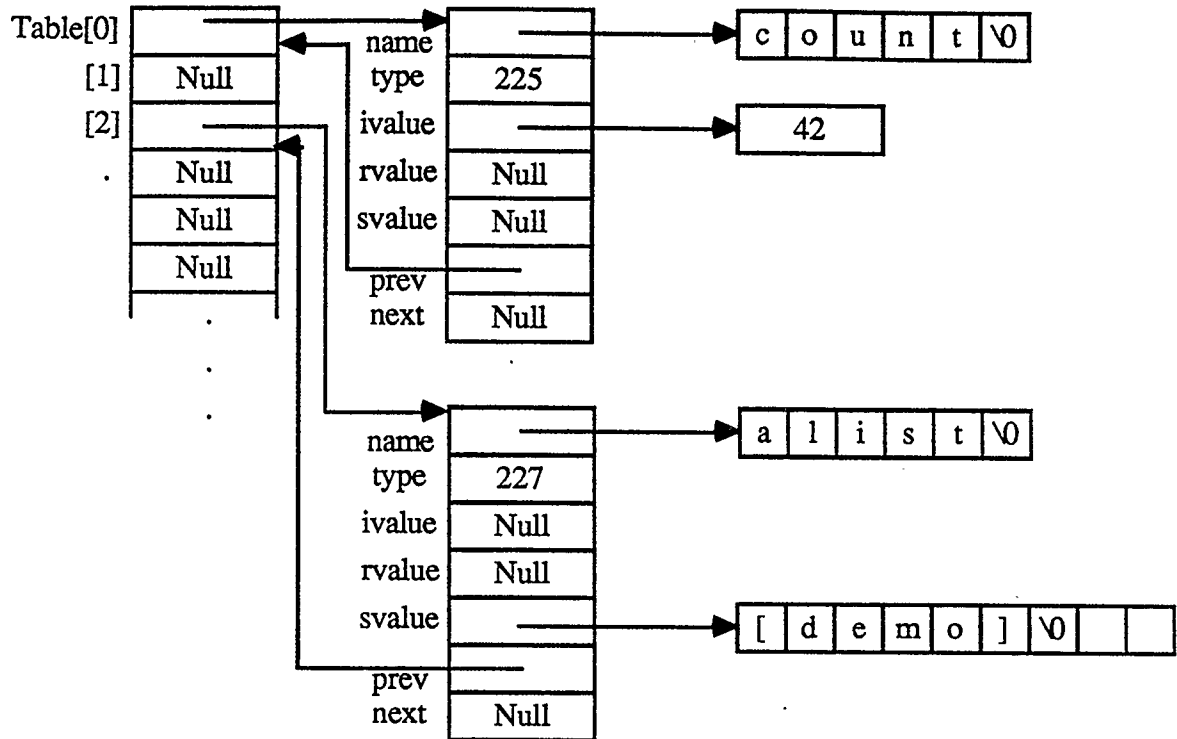 Table[0]
[1] Null
[2]
. Null
Null
Null
.
.
.
name
type 225
ivalue
rvalue Null
svalue Null
prev
next Null
c o u n t \0
42
name
type 227
ivalue Null
rvalue Null
svalue
prev
next Null
a l i s t \0
[ d e m o ] \0